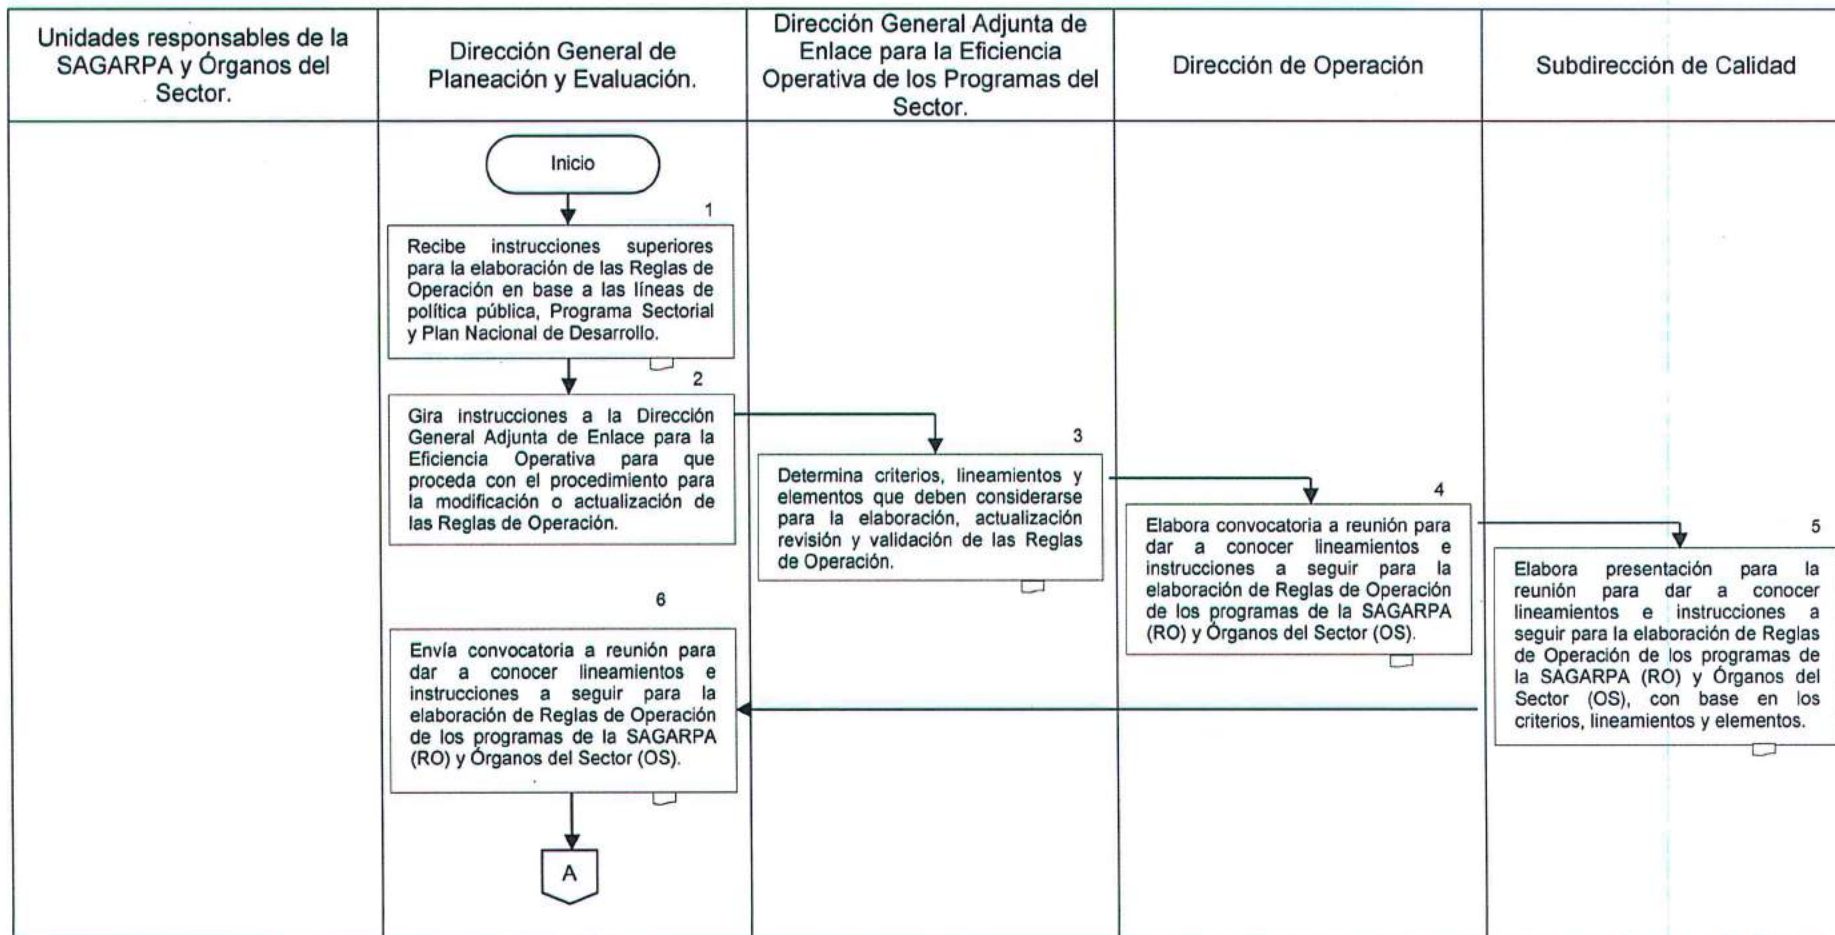 Unidades responsables de la
SAGARPA y Órganos del
Sector.
Dirección General de
Planeación y Evaluación.
Dirección General Adjunta de
Enlace para la Eficiencia
Operativa de los Programas del
Sector.
Dirección de Operación
Subdirección de Calidad
Inicio
1
Recibe instrucciones superiores
para la elaboración de las Reglas de
Operación en base a las líneas de
política pública, Programa Sectorial
y Plan Nacional de Desarrollo.
2
Gira instrucciones a la Dirección
General Adjunta de Enlace para la
Eficiencia Operativa para que
proceda con el procedimiento para
la modificación o actualización de
las Reglas de Operación.
3
Determina criterios, lineamientos y
elementos que deben considerarse
para la elaboración, actualización
revisión y validación de las Reglas
de Operación.
4
Elabora convocatoria a reunión para
dar a conocer lineamientos e
instrucciones a seguir para la
elaboración de Reglas de Operación
de los programas de la SAGARPA
(RO) y Órganos del Sector (OS).
5
Elabora presentación para la
reunión para dar a conocer
lineamientos e instrucciones a
seguir para la elaboración de Reglas
de Operación de los programas de
la SAGARPA (RO) y Órganos del
Sector (OS), con base en los
criterios, lineamientos y elementos.
6
Envía convocatoria a reunión para
dar a conocer lineamientos e
instrucciones a seguir para la
elaboración de Reglas de Operación
de los programas de la SAGARPA
(RO) y Órganos del Sector (OS).
A